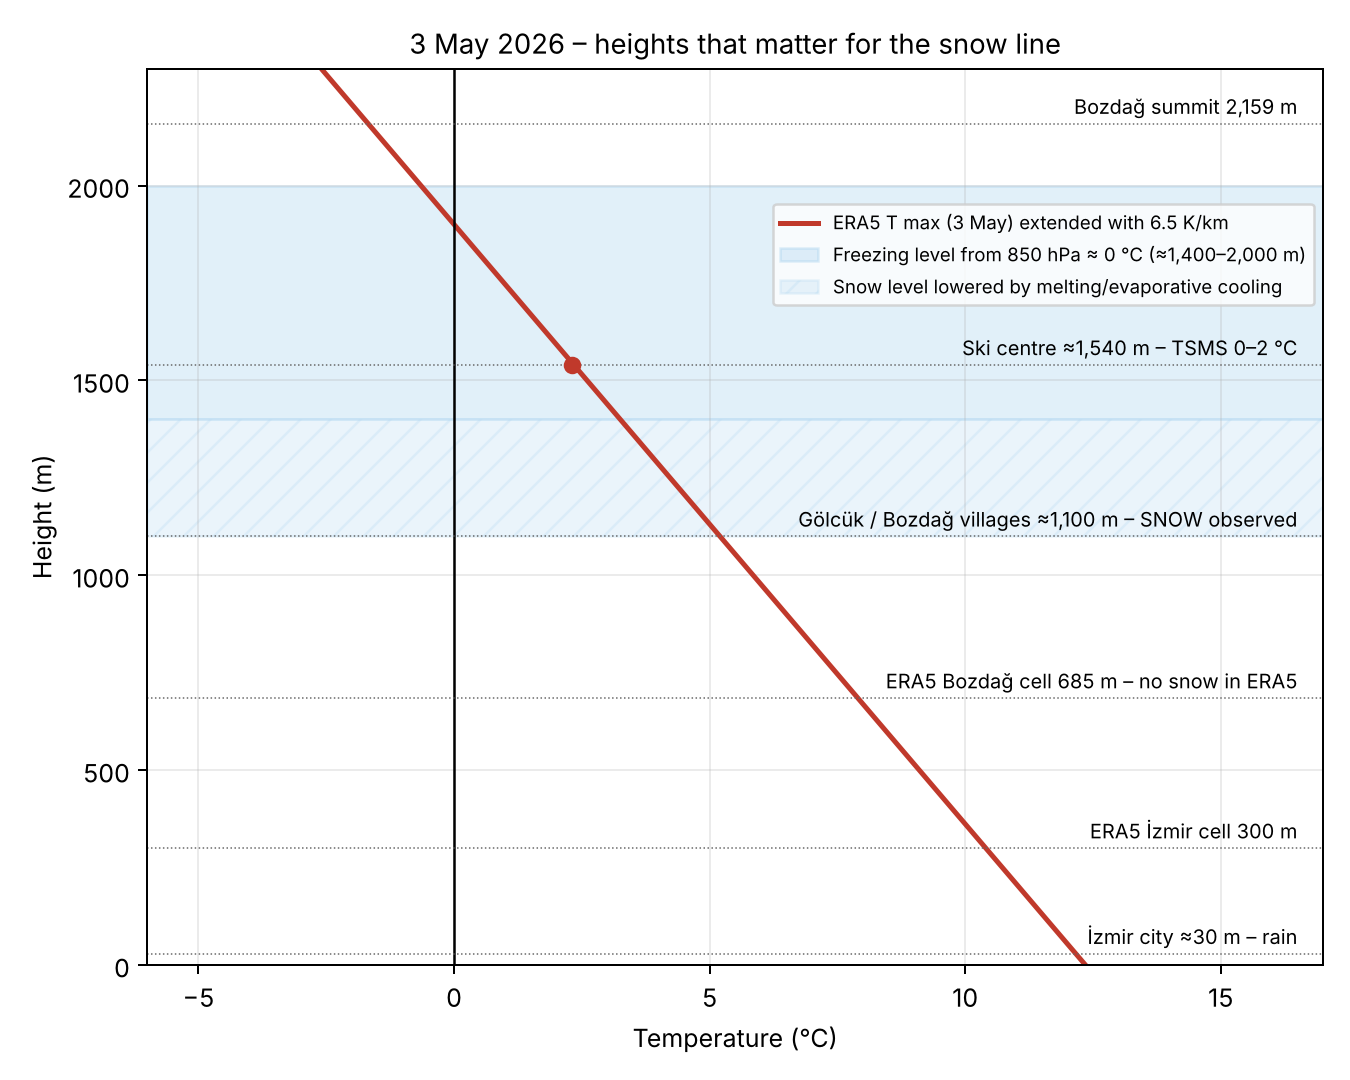 3 May 2026 – heights that matter for the snow line
Bozdağ summit 2,159 m
2000
ERA5 T max (3 May) extended with 6.5 K/km
Freezing level from 850 hPa ≈ 0 °C (≈1,400–2,000 m)
Snow level lowered by melting/evaporative cooling
Ski centre ≈1,540 m – TSMS 0–2 °C
1500
Height (m)
Gölcük / Bozdağ villages ≈1,100 m – SNOW observed
1000
ERA5 Bozdağ cell 685 m – no snow in ERA5
500
ERA5 İzmir cell 300 m
İzmir city ≈30 m – rain
0
−5 0 5 10 15
Temperature (°C)